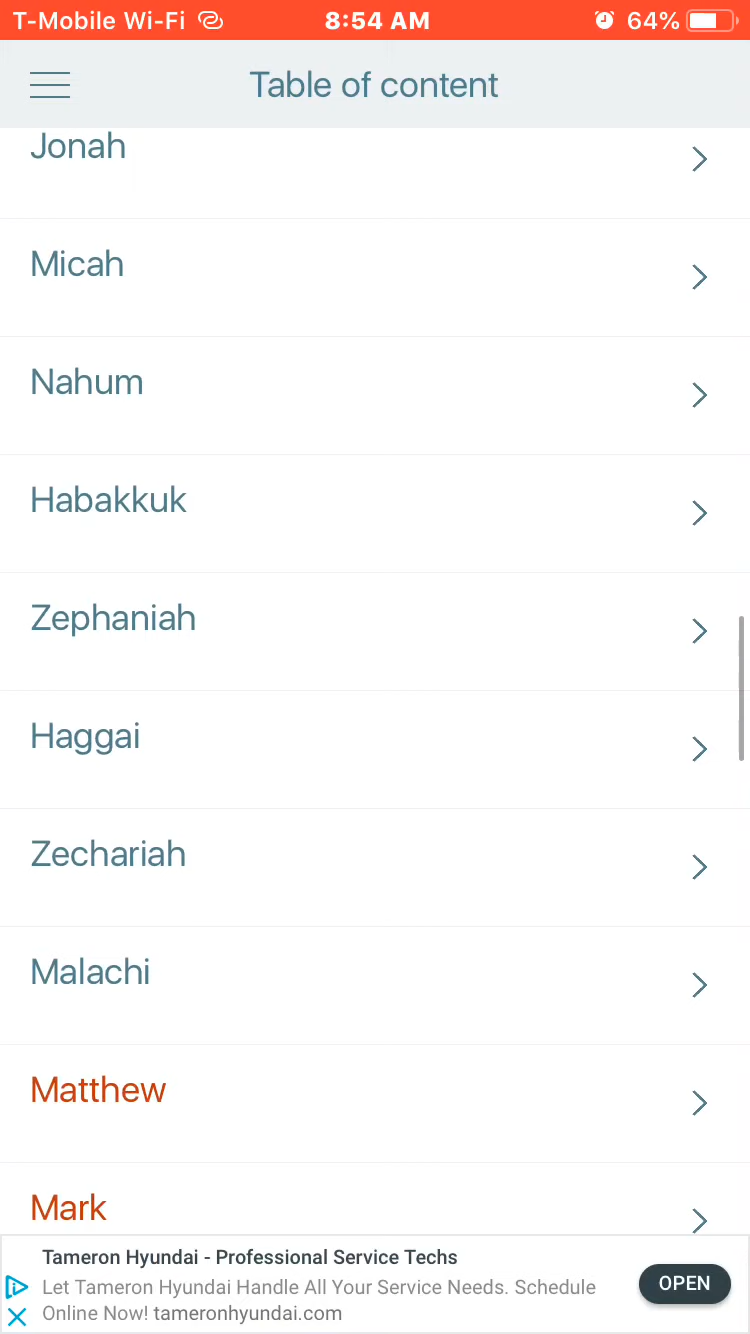 T-Mobile Wi-Fi 8:54 AM 64%
Table of content
Jonah
Micah
Nahum
Habakkuk
Zephaniah
Haggai
Zechariah
Malachi
Matthew
Mark
Tameron Hyundai - Professional Service Techs
Let Tameron Hyundai Handle All Your Service Needs. Schedule
Online Now! tameronhyundai.com
OPEN